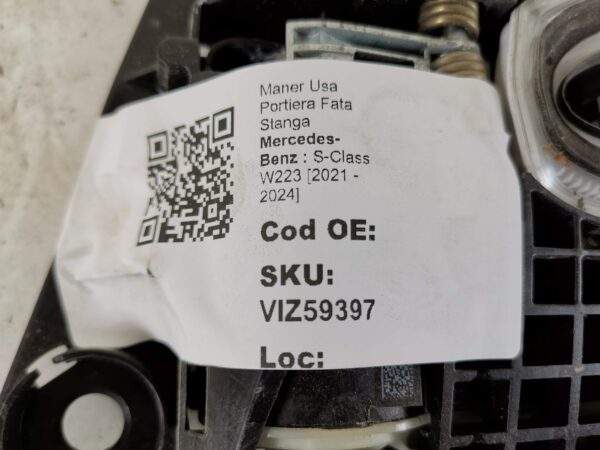 Maner Usa
Portiera Fata
Stanga
Mercedes-
Benz : S-Class
W223 [2021 -
2024]
Cod OE:
SKU:
VIZ59397
Loc: